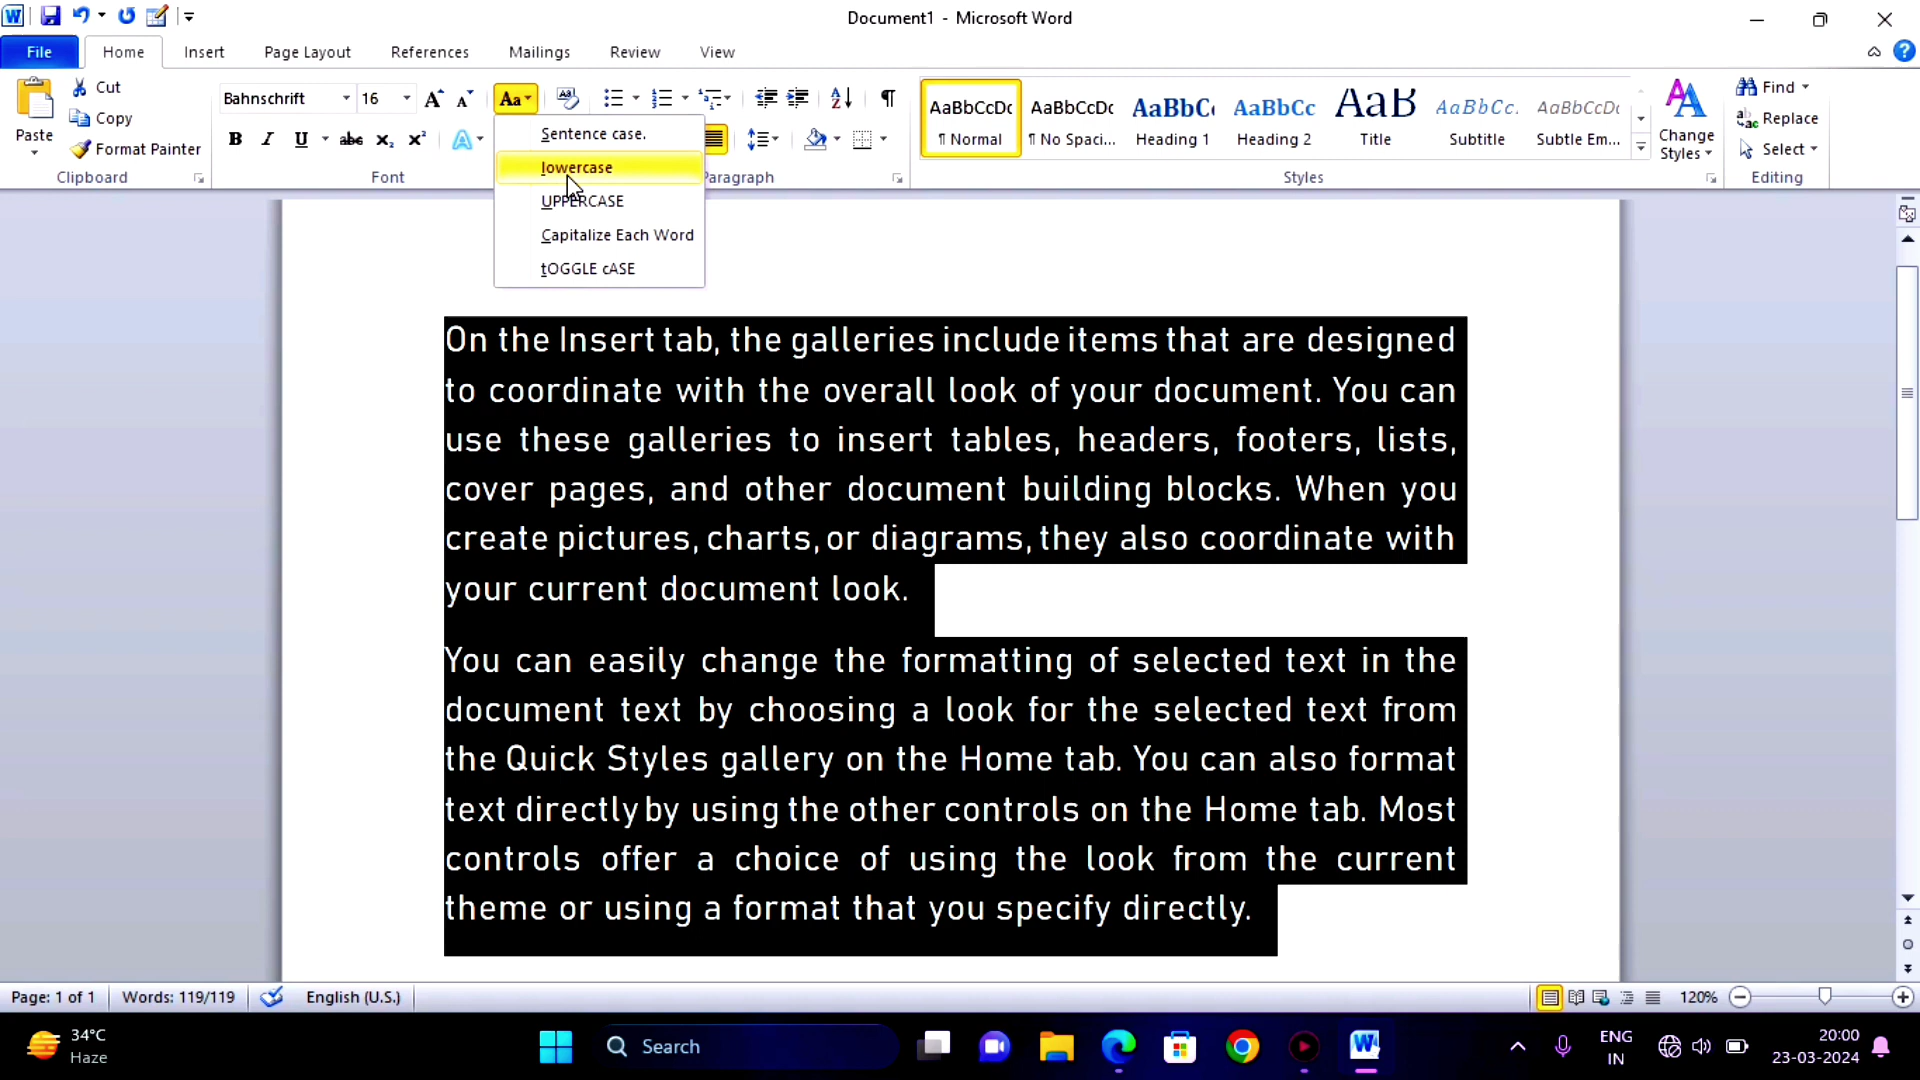 Document1 - Microsoft Word
File Home Insert Page Layout References Mailings Review View
Paste
Cut
Copy
Format Painter
Clipboard
Bahnschrift 16 Aa
B I U abc x₂ x²
Font
Paragraph
AaBbCcDc AaBbCcDc AaBbC AaBbCc AaB AaBbCc. AaBbCcDc
¶ Normal ¶ No Spaci... Heading 1 Heading 2 Title Subtitle Subtle Em...
Styles
Change
Styles
Find
Replace
Select
Editing
Sentence case.
lowercase
UPPERCASE
Capitalize Each Word
tOGGLE cASE
On the Insert tab, the galleries include items that are designed
to coordinate with the overall look of your document. You can
use these galleries to insert tables, headers, footers, lists,
cover pages, and other document building blocks. When you
create pictures, charts, or diagrams, they also coordinate with
your current document look.
You can easily change the formatting of selected text in the
document text by choosing a look for the selected text from
the Quick Styles gallery on the Home tab. You can also format
text directly by using the other controls on the Home tab. Most
controls offer a choice of using the look from the current
theme or using a format that you specify directly.
Page: 1 of 1 Words: 119/119 English (U.S.) 120%
34°C
Haze
Search
ENG
IN
20:00
23-03-2024